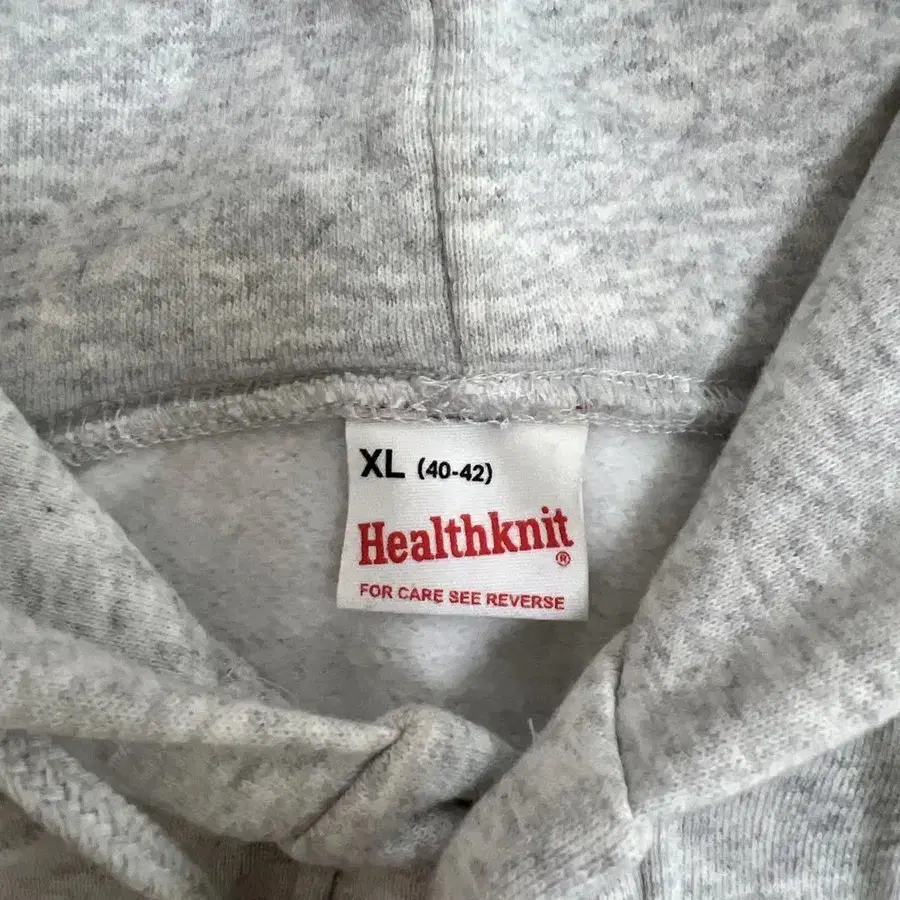 XL (40-42)
Healthknit®
FOR CARE SEE REVERSE